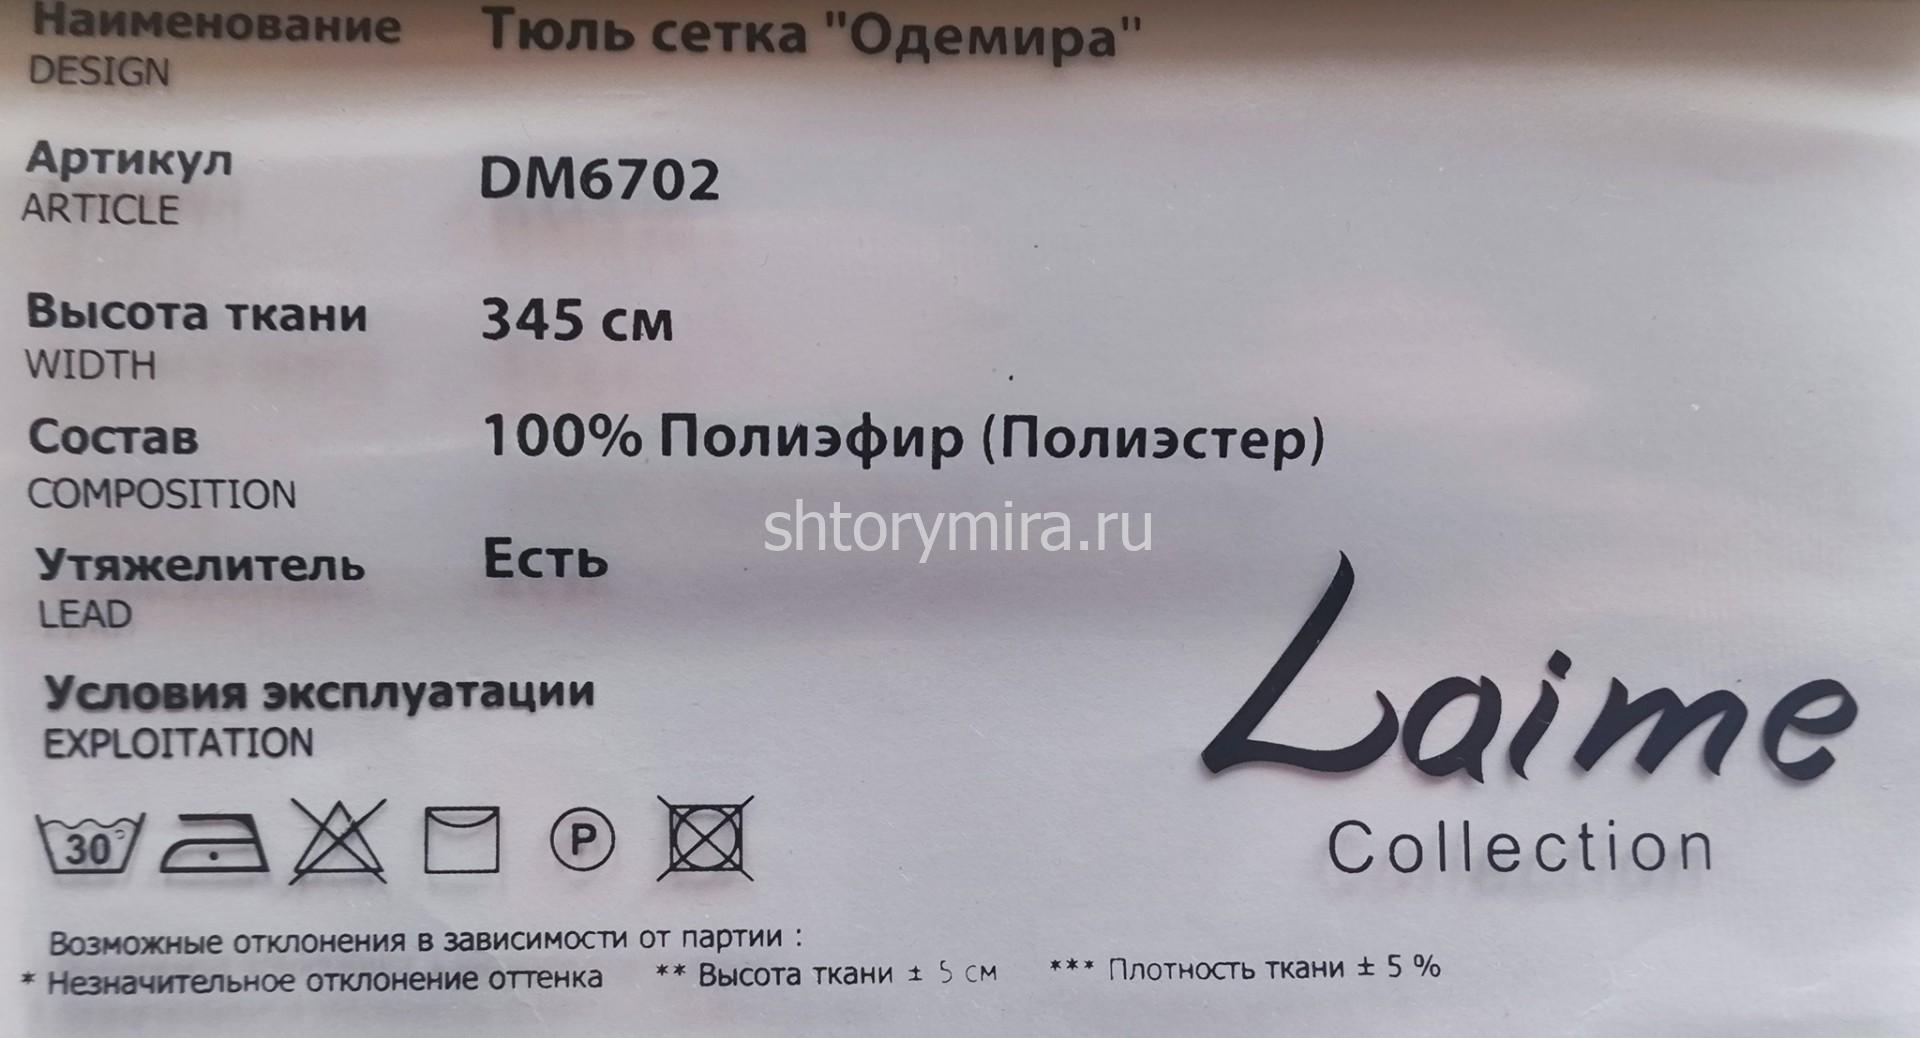 Наименование Тюль сетка "Одемира"
DESIGN
Артикул DM6702
ARTICLE
Высота ткани 345 см
WIDTH
Состав 100% Полиэфир (Полиэстер)
COMPOSITION
shtorymira.ru
Утяжелитель Есть
LEAD
Условия эксплуатации
EXPLOITATION
Laime
Collection
30° P
Возможные отклонения в зависимости от партии :
* Незначительное отклонение оттенка ** Высота ткани ± 5 см *** Плотность ткани ± 5 %